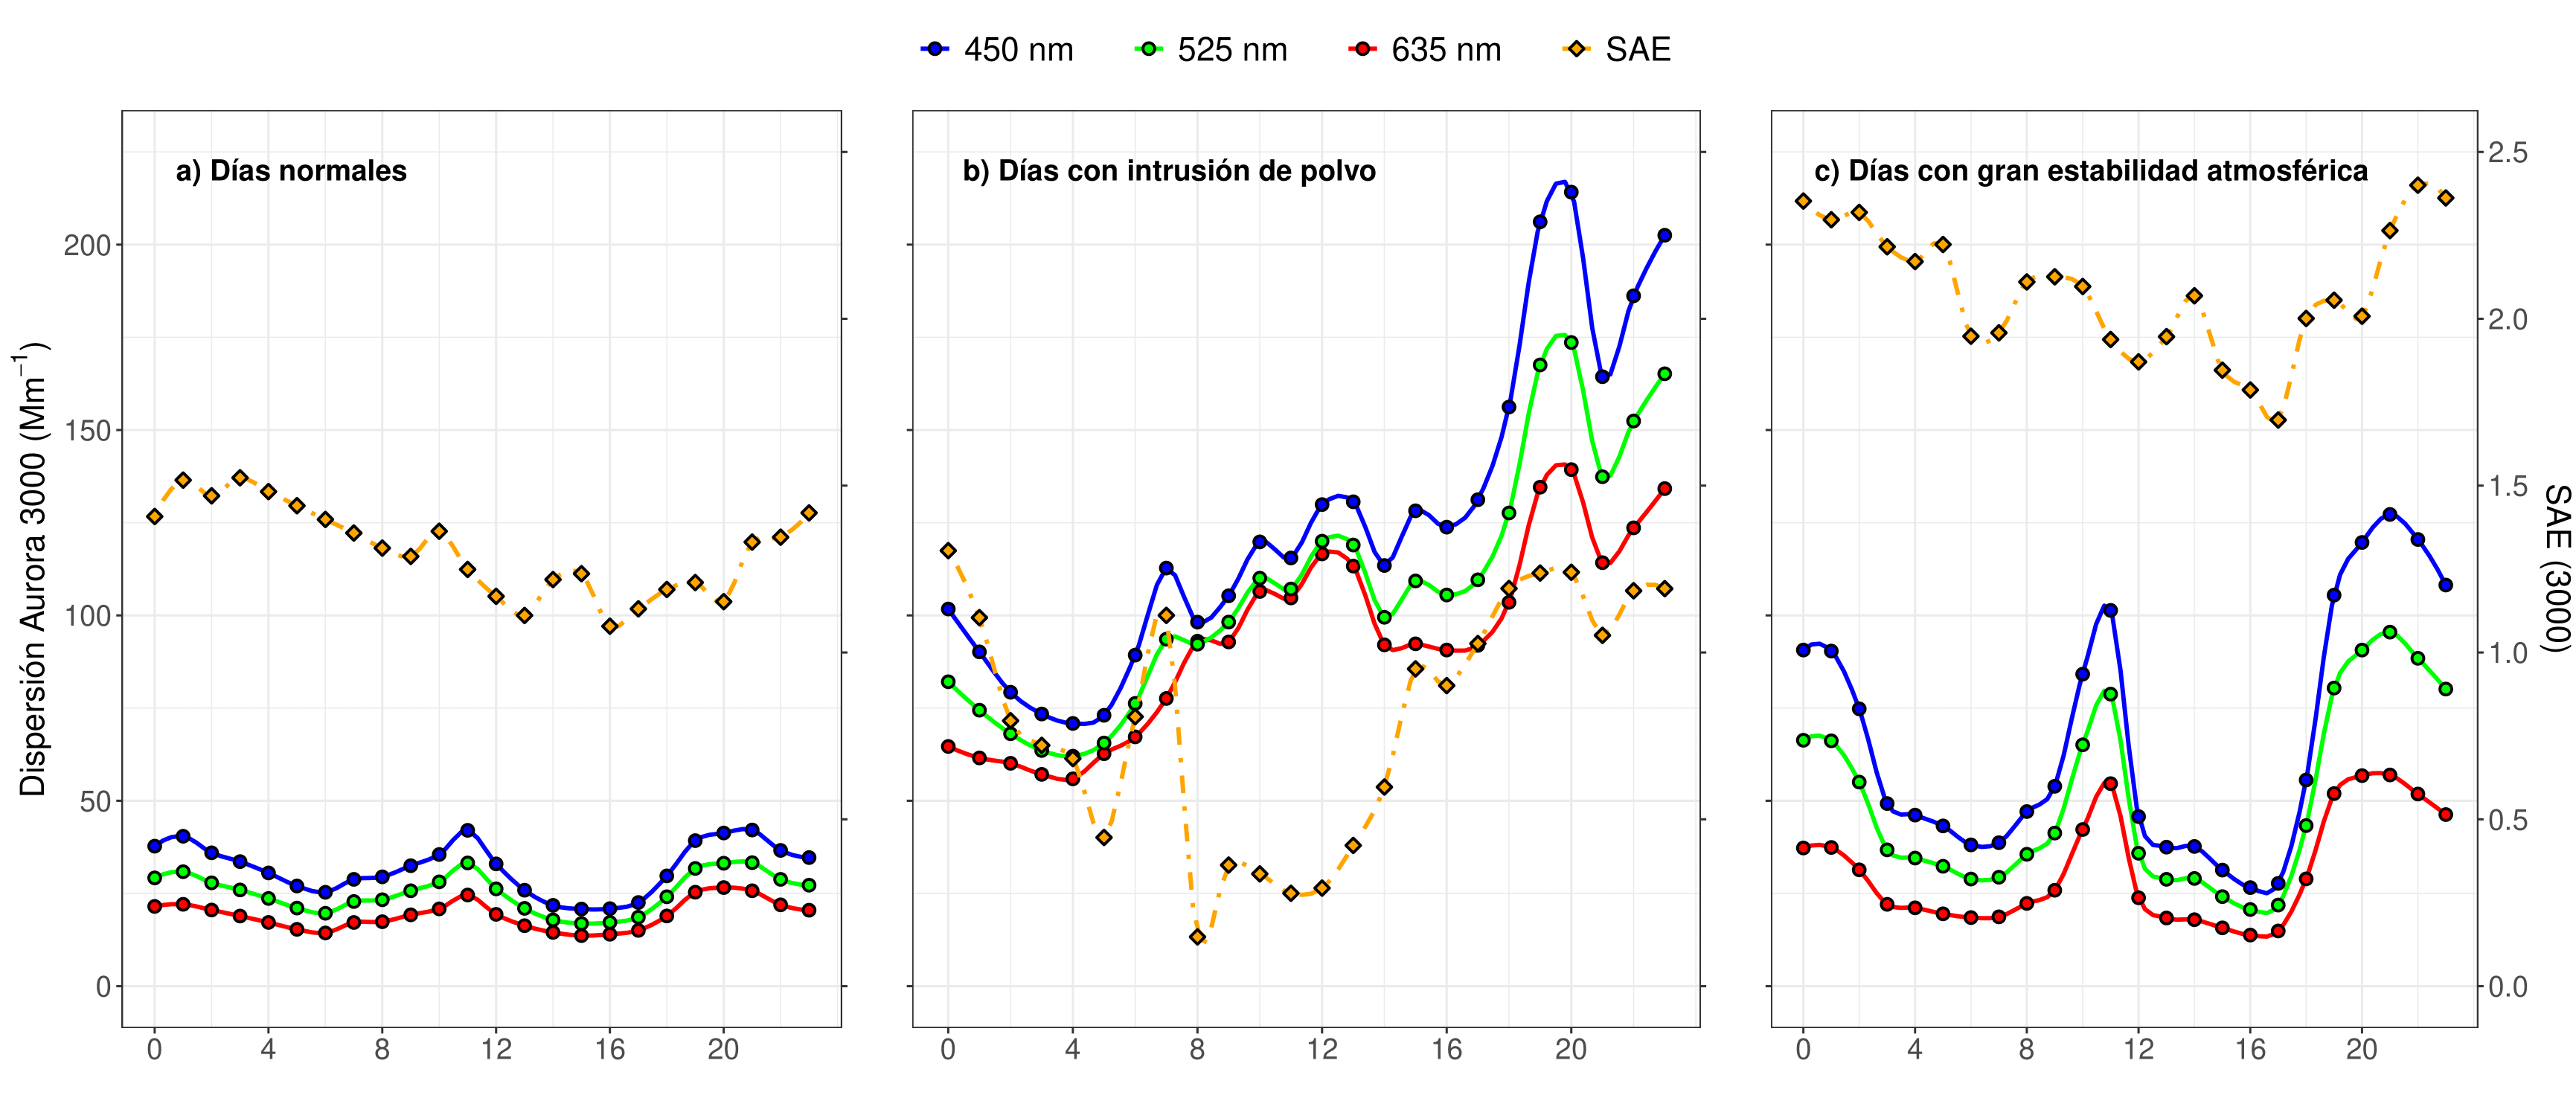 450 nm 525 nm 635 nm SAE
a) Días normales
b) Días con intrusión de polvo
c) Días con gran estabilidad atmosférica
Dispersión Aurora 3000 (Mm⁻¹)
200
150
100
50
0
2.5
2.0
1.5
1.0
0.5
0.0
SAE (3000)
0 4 8 12 16 20
0 4 8 12 16 20
0 4 8 12 16 20